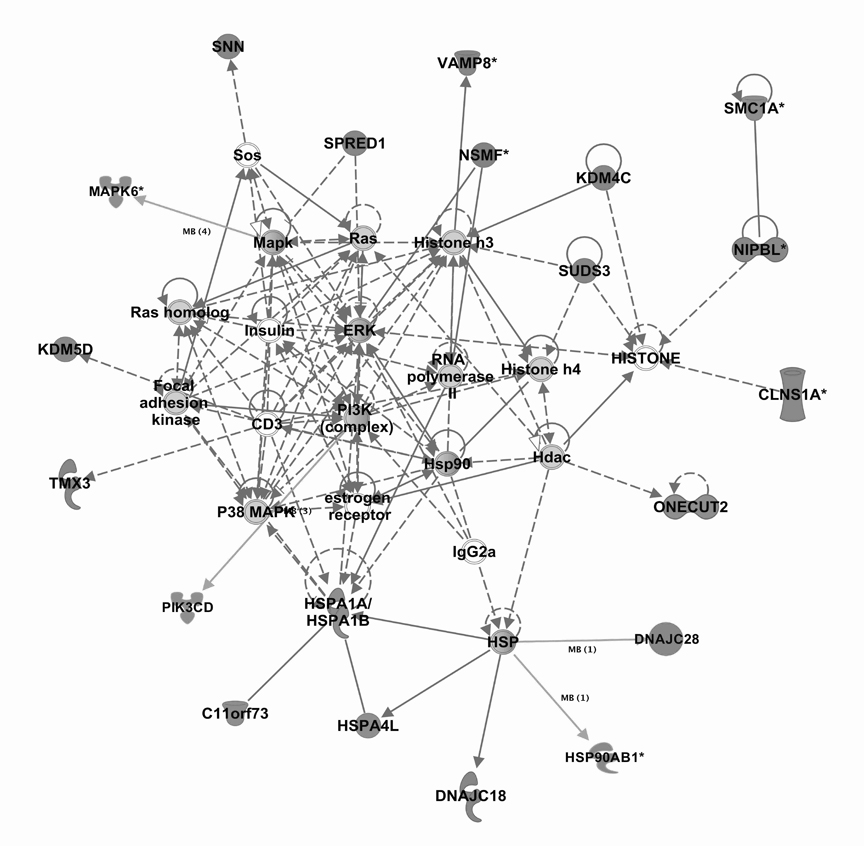 SNN
VAMP8*
SMC1A*
SPRED1
Sos
NSMF*
KDM4C
MAPK6*
MB (4)
Mapk
Ras
Histone h3
NIPBL*
SUDS3
Ras homolog
Insulin
ERK
KDM5D
RNA
polymerase
II
Histone h4
HISTONE
Focal
adhesion
kinase
CLNS1A*
CD3
PI3K
(complex)
Hsp90
Hdac
TMX3
P38 MAPK
MB (3)
estrogen
receptor
ONECUT2
IgG2a
PIK3CD
HSPA1A/
HSPA1B
HSP
DNAJC28
MB (1)
MB (1)
C11orf73
HSPA4L
HSP90AB1*
DNAJC18